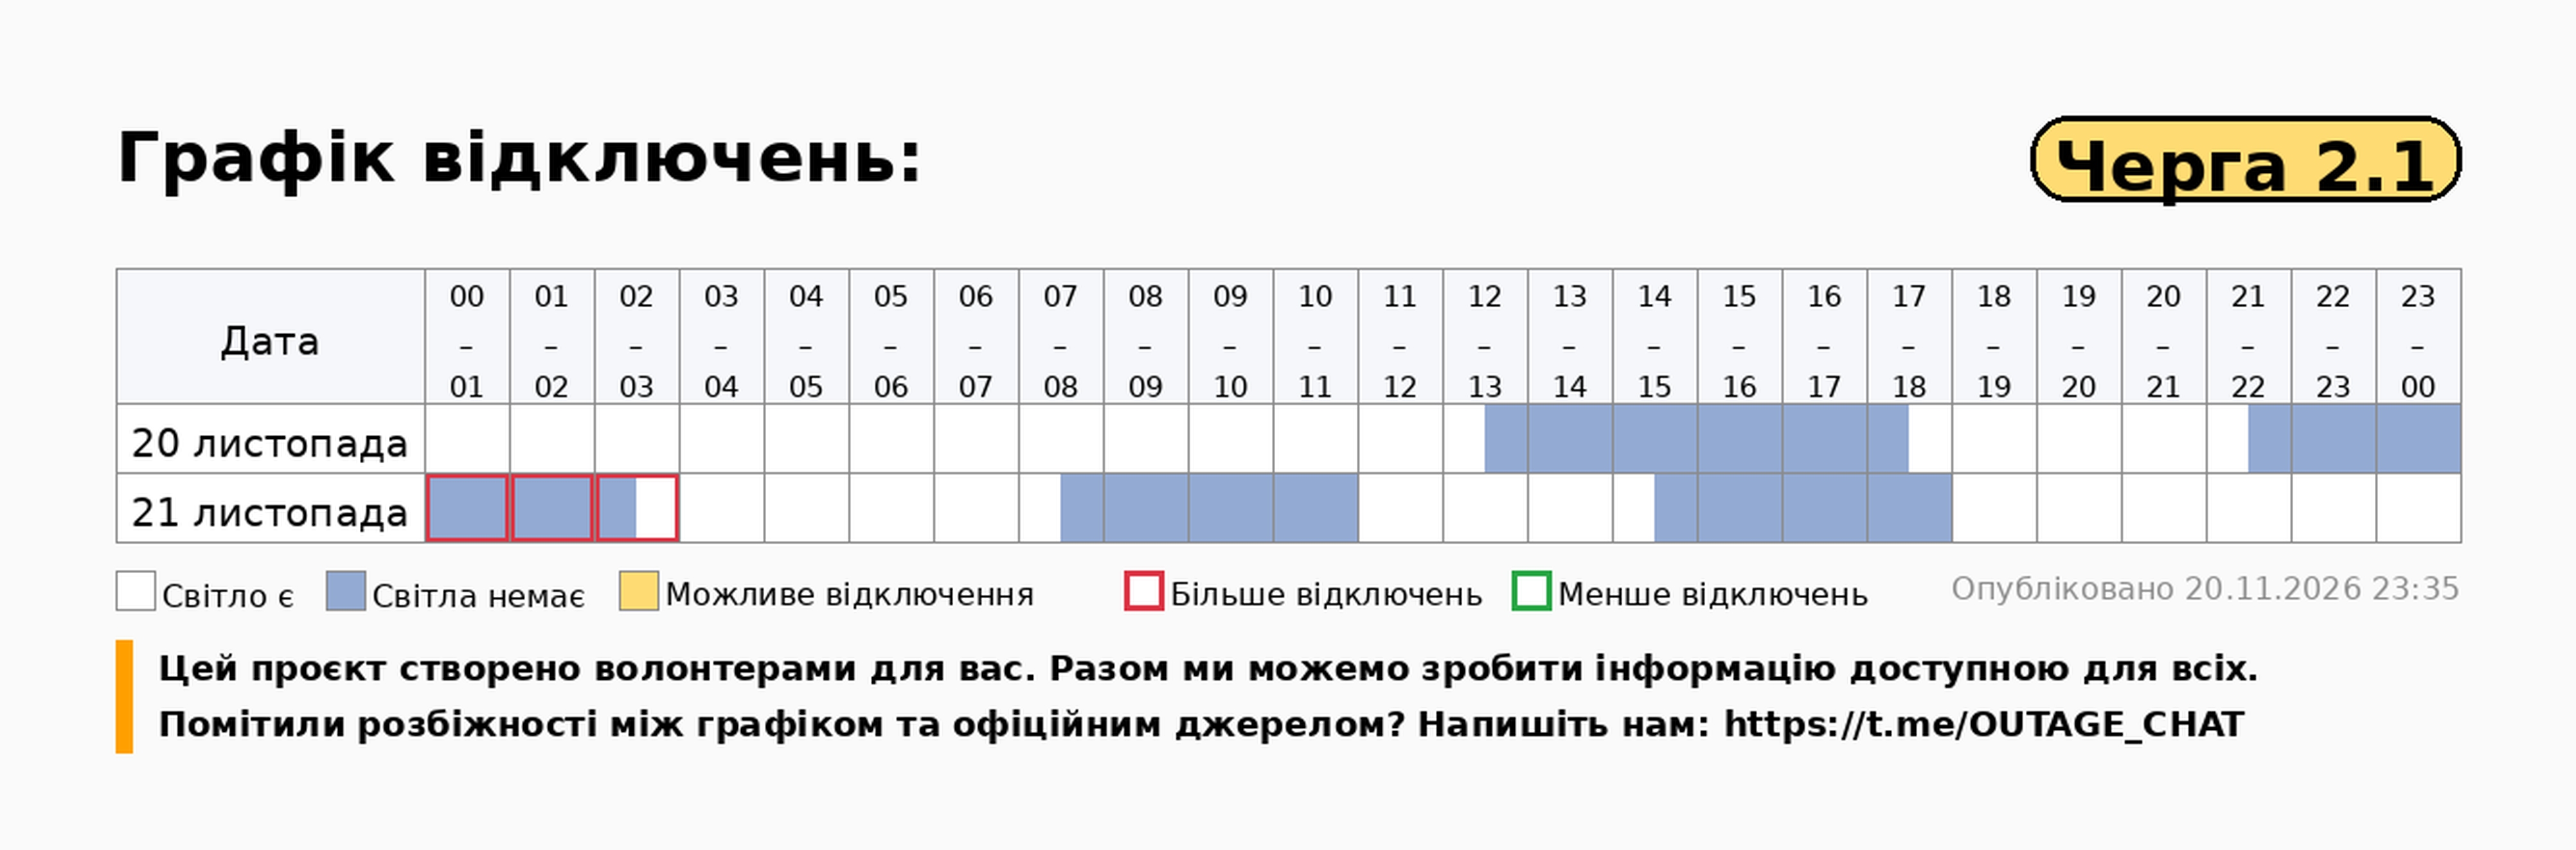 Графік відключень:
Черга 2.1
Дата
00 – 01
01 – 02
02 – 03
03 – 04
04 – 05
05 – 06
06 – 07
07 – 08
08 – 09
09 – 10
10 – 11
11 – 12
12 – 13
13 – 14
14 – 15
15 – 16
16 – 17
17 – 18
18 – 19
19 – 20
20 – 21
21 – 22
22 – 23
23 – 00
20 листопада
21 листопада
Світло є
Світла немає
Можливе відключення
Більше відключень
Менше відключень
Опубліковано 20.11.2026 23:35
Цей проєкт створено волонтерами для вас. Разом ми можемо зробити інформацію доступною для всіх.
Помітили розбіжності між графіком та офіційним джерелом? Напишіть нам: https://t.me/OUTAGE_CHAT